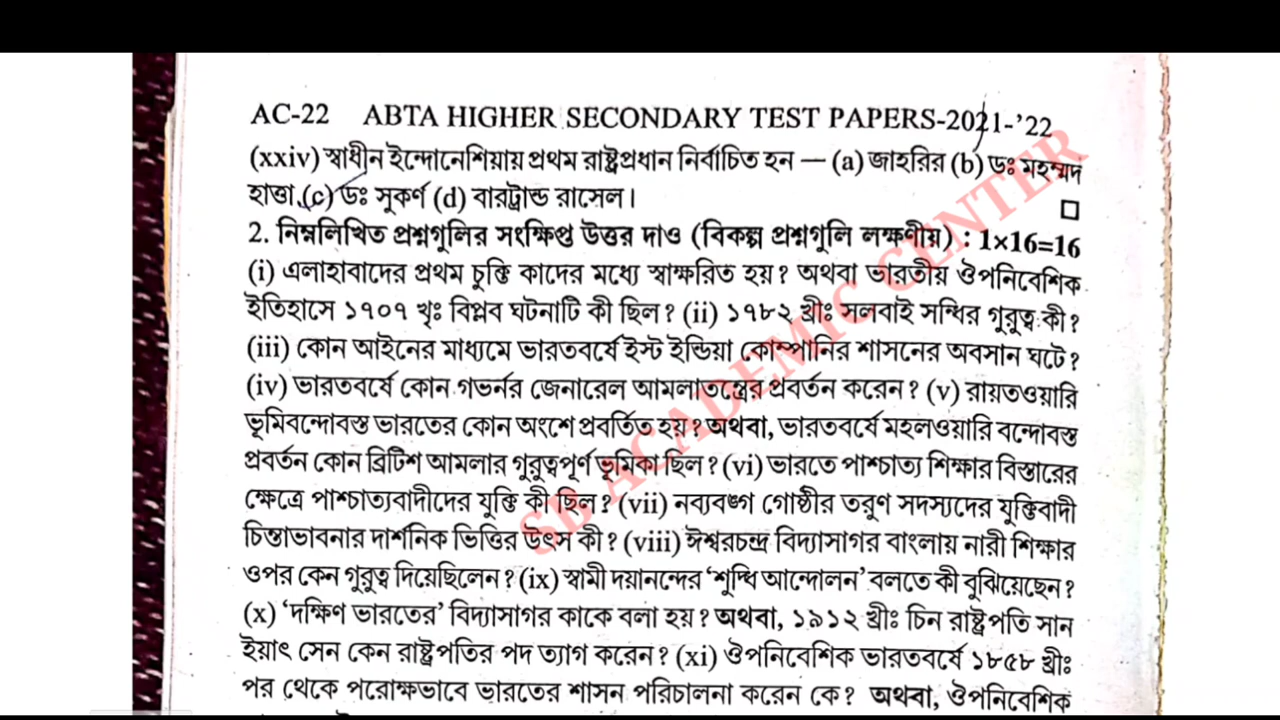 AC-22 ABTA HIGHER SECONDARY TEST PAPERS-2021-’22
(xxiv) স্বাধীন ইন্দোনেশিয়ায় প্রথম রাষ্ট্রপ্রধান নির্বাচিত হন — (a) জাহরির (b) ডঃ মহম্মদ
হাত্তা (c) ডঃ সুকর্ণ (d) বারট্রান্ড রাসেল।
2. নিম্নলিখিত প্রশ্নগুলির সংক্ষিপ্ত উত্তর দাও (বিকল্প প্রশ্নগুলি লক্ষণীয়) : 1×16=16
(i) এলাহাবাদের প্রথম চুক্তি কাদের মধ্যে স্বাক্ষরিত হয়? অথবা ভারতীয় ঔপনিবেশিক
ইতিহাসে ১৭০৭ খৃঃ বিপ্লব ঘটনাটি কী ছিল? (ii) ১৭৮২ খ্রীঃ সলবাই সন্ধির গুরুত্ব কী?
(iii) কোন আইনের মাধ্যমে ভারতবর্ষে ইস্ট ইন্ডিয়া কোম্পানির শাসনের অবসান ঘটে?
(iv) ভারতবর্ষে কোন গভর্নর জেনারেল আমলাতন্ত্রের প্রবর্তন করেন? (v) রায়তওয়ারি
ভূমিবন্দোবস্ত ভারতের কোন অংশে প্রবর্তিত হয়? অথবা, ভারতবর্ষে মহলওয়ারি বন্দোবস্ত
প্রবর্তন কোন ব্রিটিশ আমলার গুরুত্বপূর্ণ ভূমিকা ছিল? (vi) ভারতে পাশ্চাত্য শিক্ষার বিস্তারের
ক্ষেত্রে পাশ্চাত্যবাদীদের যুক্তি কী ছিল? (vii) নব্যবঙ্গ গোষ্ঠীর তরুণ সদস্যদের যুক্তিবাদী
চিন্তাভাবনার দার্শনিক ভিত্তির উৎস কী? (viii) ঈশ্বরচন্দ্র বিদ্যাসাগর বাংলায় নারী শিক্ষার
ওপর কেন গুরুত্ব দিয়েছিলেন? (ix) স্বামী দয়ানন্দের ‘শুদ্ধি আন্দোলন’ বলতে কী বুঝিয়েছেন?
(x) ‘দক্ষিণ ভারতের’ বিদ্যাসাগর কাকে বলা হয়? অথবা, ১৯১২ খ্রীঃ চিন রাষ্ট্রপতি সান
ইয়াৎ সেন কেন রাষ্ট্রপতির পদ ত্যাগ করেন? (xi) ঔপনিবেশিক ভারতবর্ষে ১৮৫৮ খ্রীঃ
পর থেকে পরোক্ষভাবে ভারতের শাসন পরিচালনা করেন কে? অথবা, ঔপনিবেশিক
SB ACADEMIC CENTER